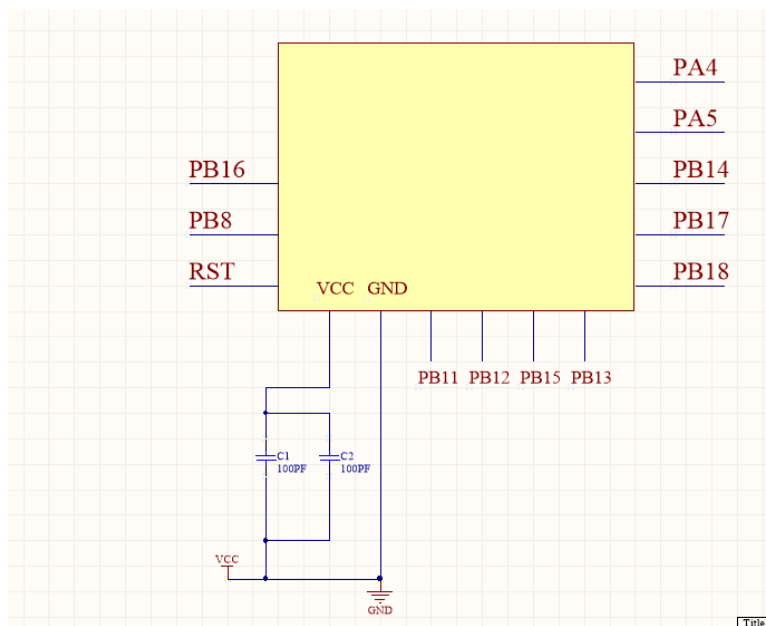 PA4
PA5
PB16
PB14
PB8
PB17
RST
PB18
VCC GND
PB11 PB12 PB15 PB13
C1
100PF
C2
100PF
VCC
GND
Title